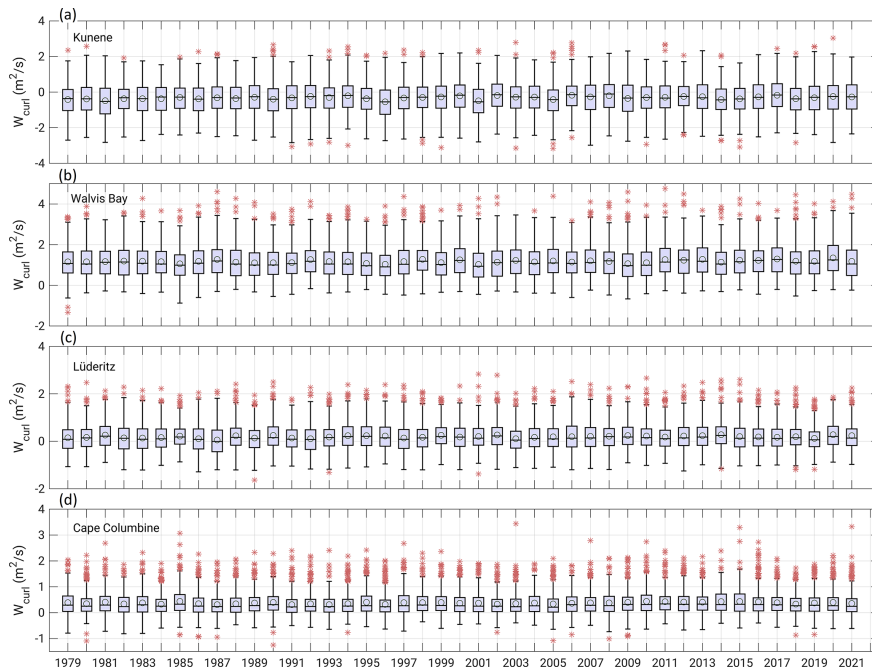 (a)
Kunene
4
2
0
-2
-4
W_curl (m²/s)
(b)
Walvis Bay
4
2
0
-2
W_curl (m²/s)
(c)
Lüderitz
4
2
0
-2
W_curl (m²/s)
(d)
Cape Columbine
4
3
2
1
0
-1
W_curl (m²/s)
1979 1981 1983 1985 1987 1989 1991 1993 1995 1997 1999 2001 2003 2005 2007 2009 2011 2013 2015 2017 2019 2021